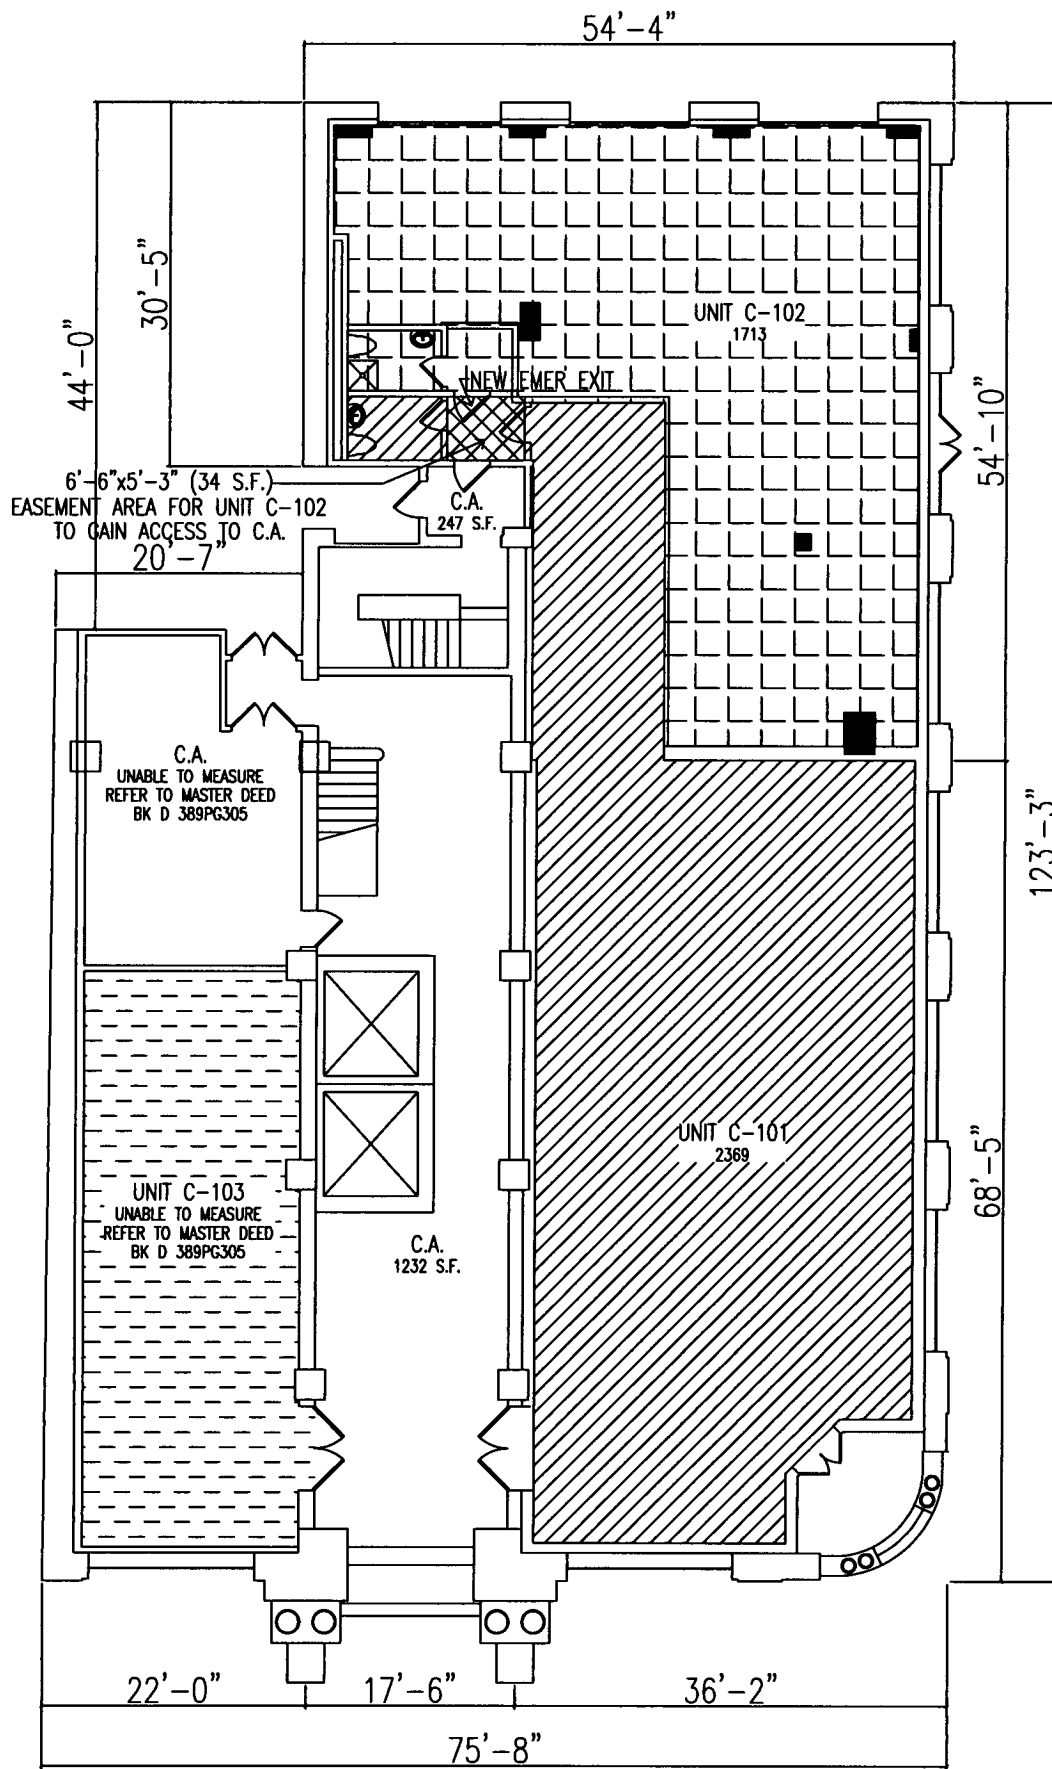 54'-4"
30'-5"
44'-0"
UNIT C-102
1713
NEW EMER EXIT
54'-10"
6'-6"x5'-3" (34 S.F.)
EASEMENT AREA FOR UNIT C-102
TO GAIN ACCESS TO C.A.
C.A.
247 S.F.
20'-7"
C.A.
UNABLE TO MEASURE
REFER TO MASTER DEED
BK D 389PG305
123'-3"
UNIT C-101
2369
68'-5"
UNIT C-103
UNABLE TO MEASURE
REFER TO MASTER DEED
BK D 389PG305
C.A.
1232 S.F.
22'-0"
17'-6"
36'-2"
75'-8"